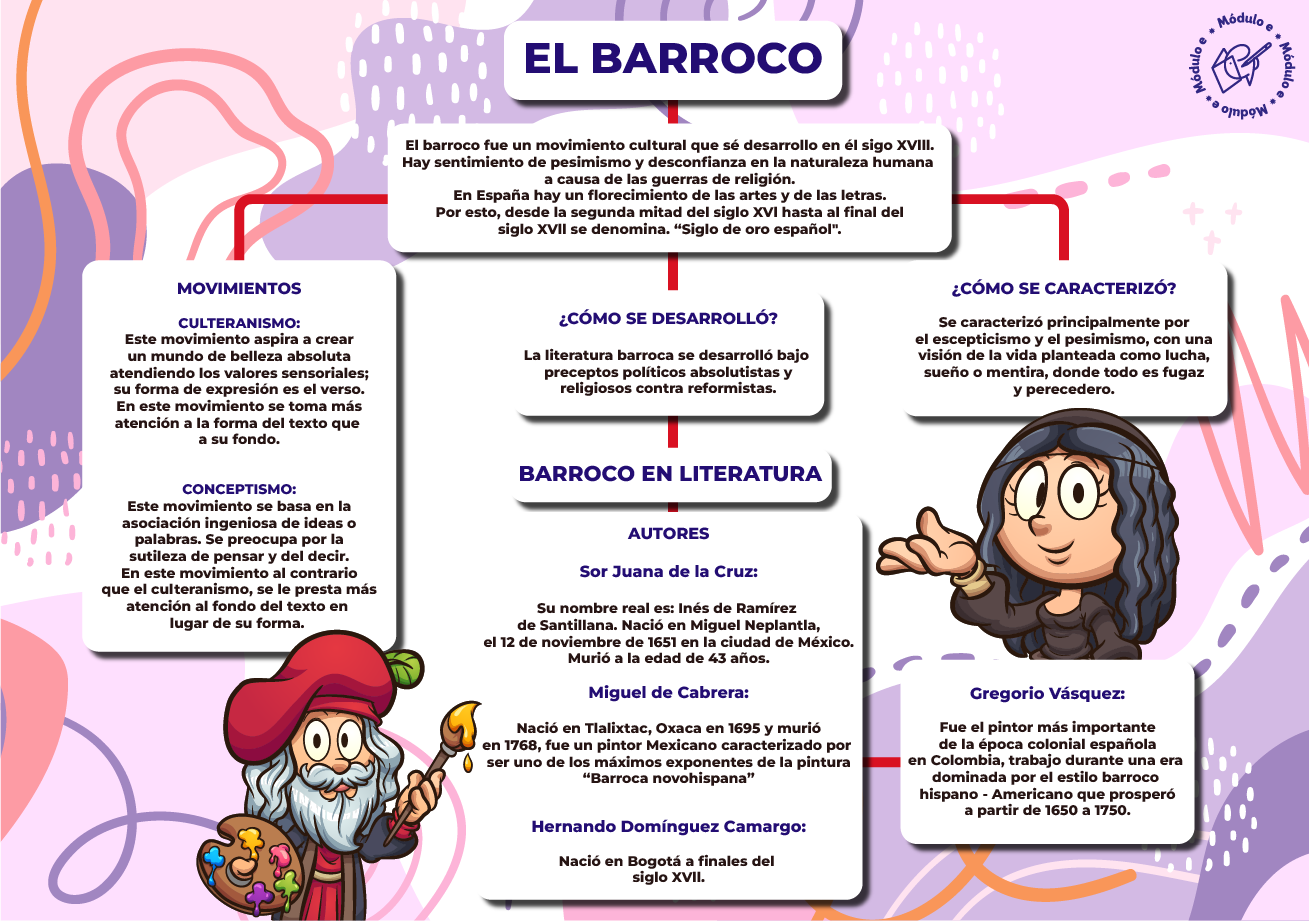 EL BARROCO
Módulo e * Módulo e * Módulo e * Módulo e *
El barroco fue un movimiento cultural que sé desarrollo en él sigo XVlll.
Hay sentimiento de pesimismo y desconfianza en la naturaleza humana
a causa de las guerras de religión.
En España hay un florecimiento de las artes y de las letras.
Por esto, desde la segunda mitad del siglo XVI hasta al final del
siglo XVll se denomina. “Siglo de oro español".
MOVIMIENTOS
CULTERANISMO:
Este movimiento aspira a crear
un mundo de belleza absoluta
atendiendo los valores sensoriales;
su forma de expresión es el verso.
En este movimiento se toma más
atención a la forma del texto que
a su fondo.
CONCEPTISMO:
Este movimiento se basa en la
asociación ingeniosa de ideas o
palabras. Se preocupa por la
sutileza de pensar y del decir.
En este movimiento al contrario
que el culteranismo, se le presta más
atención al fondo del texto en
lugar de su forma.
¿CÓMO SE DESARROLLÓ?
La literatura barroca se desarrolló bajo
preceptos políticos absolutistas y
religiosos contra reformistas.
¿CÓMO SE CARACTERIZÓ?
Se caracterizó principalmente por
el escepticismo y el pesimismo, con una
visión de la vida planteada como lucha,
sueño o mentira, donde todo es fugaz
y perecedero.
BARROCO EN LITERATURA
AUTORES
Sor Juana de la Cruz:
Su nombre real es: Inés de Ramírez
de Santillana. Nació en Miguel Neplantla,
el 12 de noviembre de 1651 en la ciudad de México.
Murió a la edad de 43 años.
Miguel de Cabrera:
Nació en Tlalixtac, Oxaca en 1695 y murió
en 1768, fue un pintor Mexicano caracterizado por
ser uno de los máximos exponentes de la pintura
“Barroca novohispana”
Hernando Domínguez Camargo:
Nació en Bogotá a finales del
siglo XVll.
Gregorio Vásquez:
Fue el pintor más importante
de la época colonial española
en Colombia, trabajo durante una era
dominada por el estilo barroco
hispano - Americano que prosperó
a partir de 1650 a 1750.